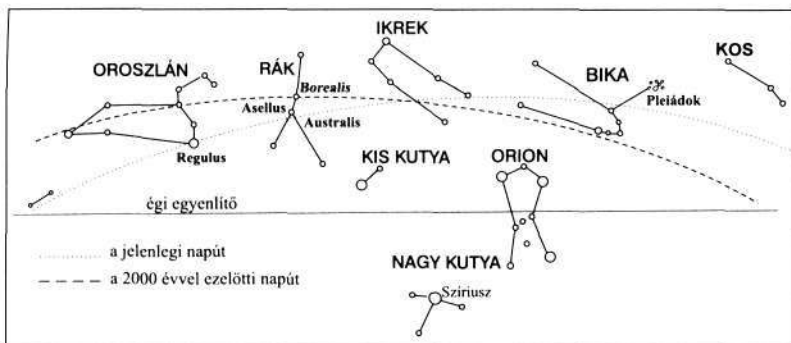 IKREK
OROSZLÁN
RÁK
BIKA
KOS
Borealis
Asellus
Australis
Pleiádok
Regulus
KIS KUTYA
ORION
égi egyenlítő
a jelenlegi napút
a 2000 évvel ezelötti napút
NAGY KUTYA
Szíriusz